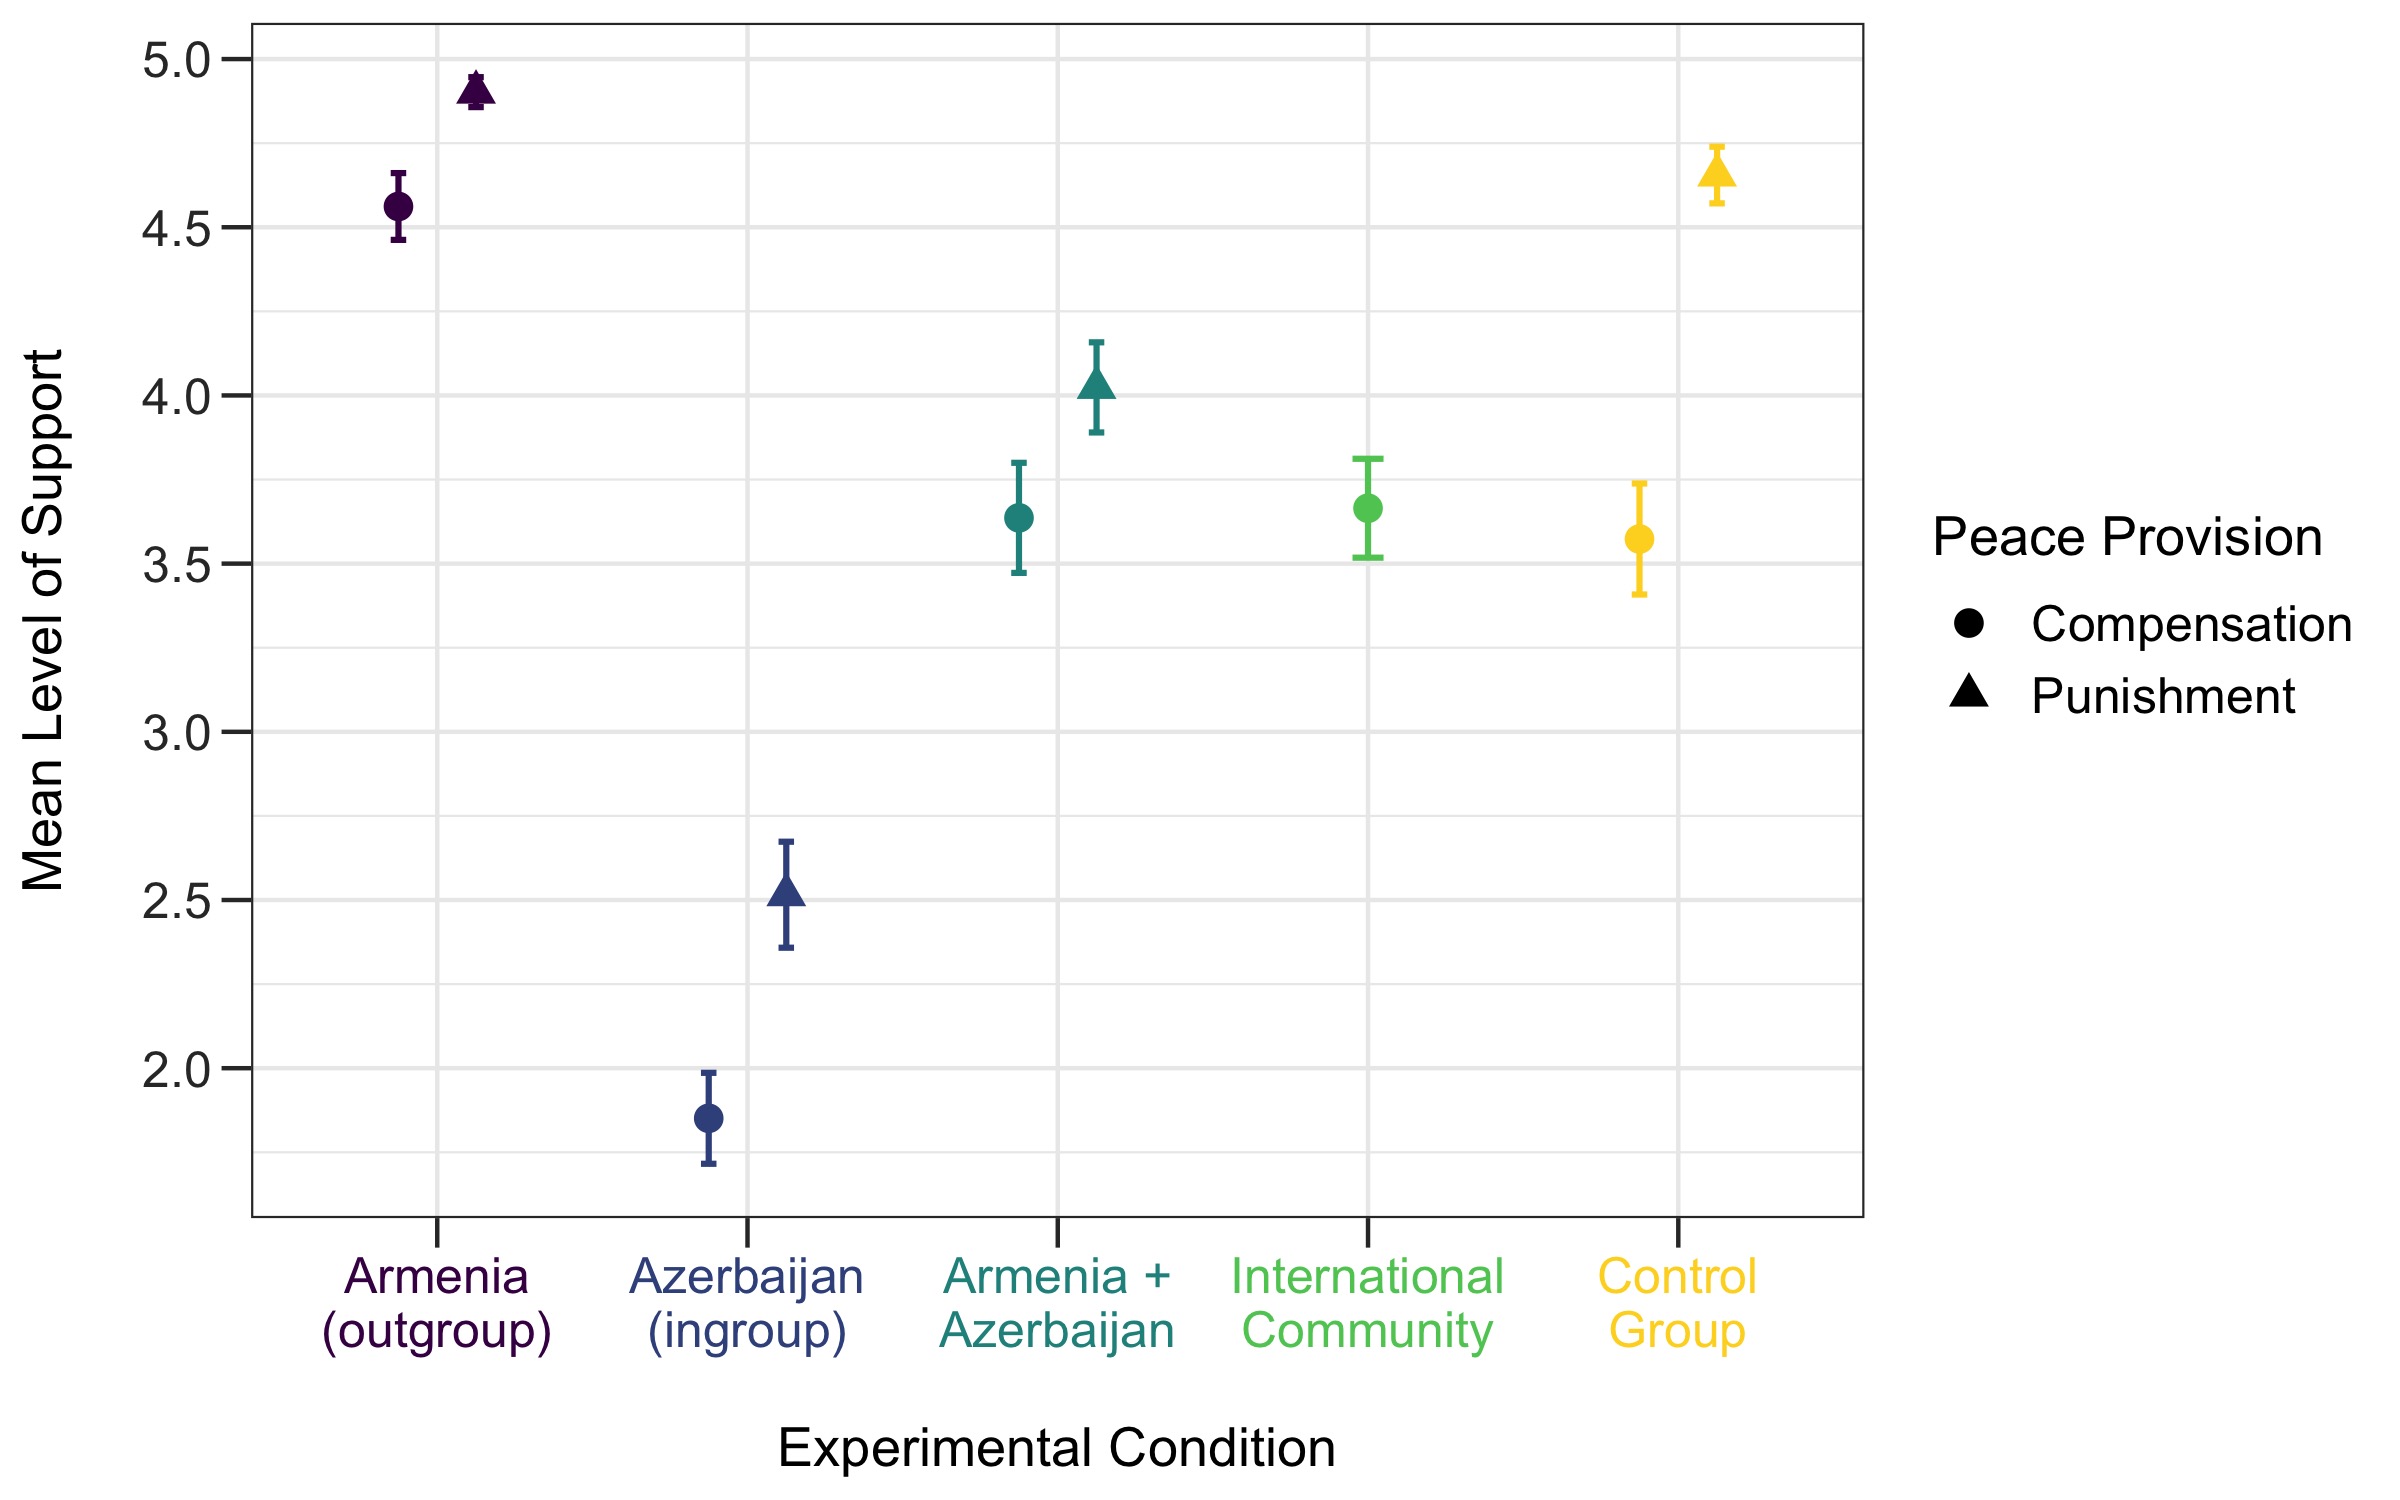 Mean Level of Support
5.0
4.5
4.0
3.5
3.0
2.5
2.0
Armenia
(outgroup)
Azerbaijan
(ingroup)
Armenia +
Azerbaijan
International
Community
Control
Group
Experimental Condition
Peace Provision
Compensation
Punishment